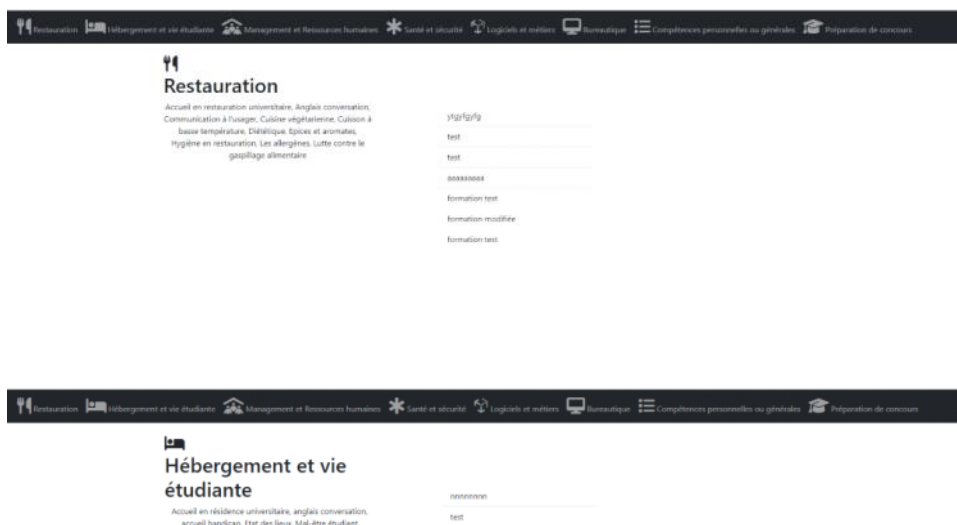 Restauration Hébergement et vie étudiante Management et Ressources humaines Santé et sécurité Logiciels et métiers Bureautique Compétences personnelles ou générales Préparation de concours
Restauration
Accueil en restauration universitaire, Anglais conversation,
Communication à l'usager, Cuisine végétarienne, Cuisson à
basse température, Diététique, Epices et aromates,
Hygiène en restauration, Les allergènes, Lutte contre le
gaspillage alimentaire
ytgyfgyfg
test
test
aaaaaaaaa
formation test
formation modifiée
formation test
Restauration Hébergement et vie étudiante Management et Ressources humaines Santé et sécurité Logiciels et métiers Bureautique Compétences personnelles ou générales Préparation de concours
Hébergement et vie
étudiante
Accueil en résidence universitaire, anglais conversation,
accueil handicap, Etat des lieux, Mal-être étudiant
nnnnnnnn
test